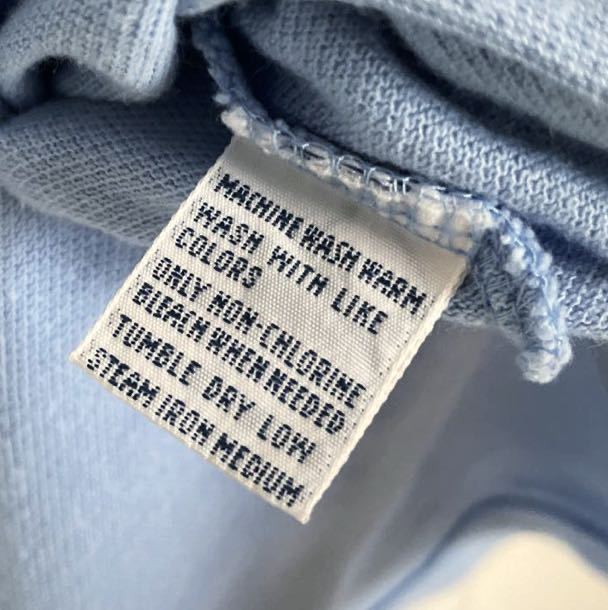 MACHINE WASH WARM
WASH WITH LIKE
COLORS
ONLY NON-CHLORINE
BLEACH WHEN NEEDED
TUMBLE DRY LOW
STEAM IRON MEDIUM